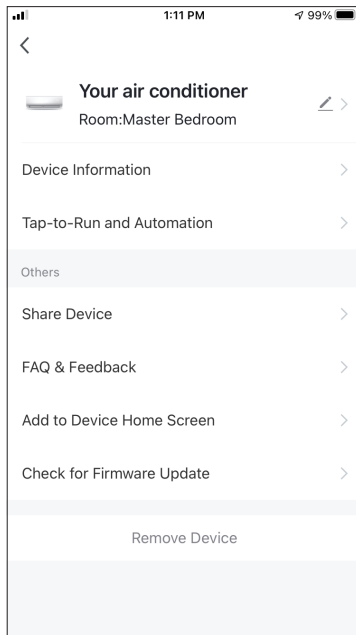 1:11 PM
99%
Your air conditioner
Room:Master Bedroom
Device Information
Tap-to-Run and Automation
Others
Share Device
FAQ & Feedback
Add to Device Home Screen
Check for Firmware Update
Remove Device